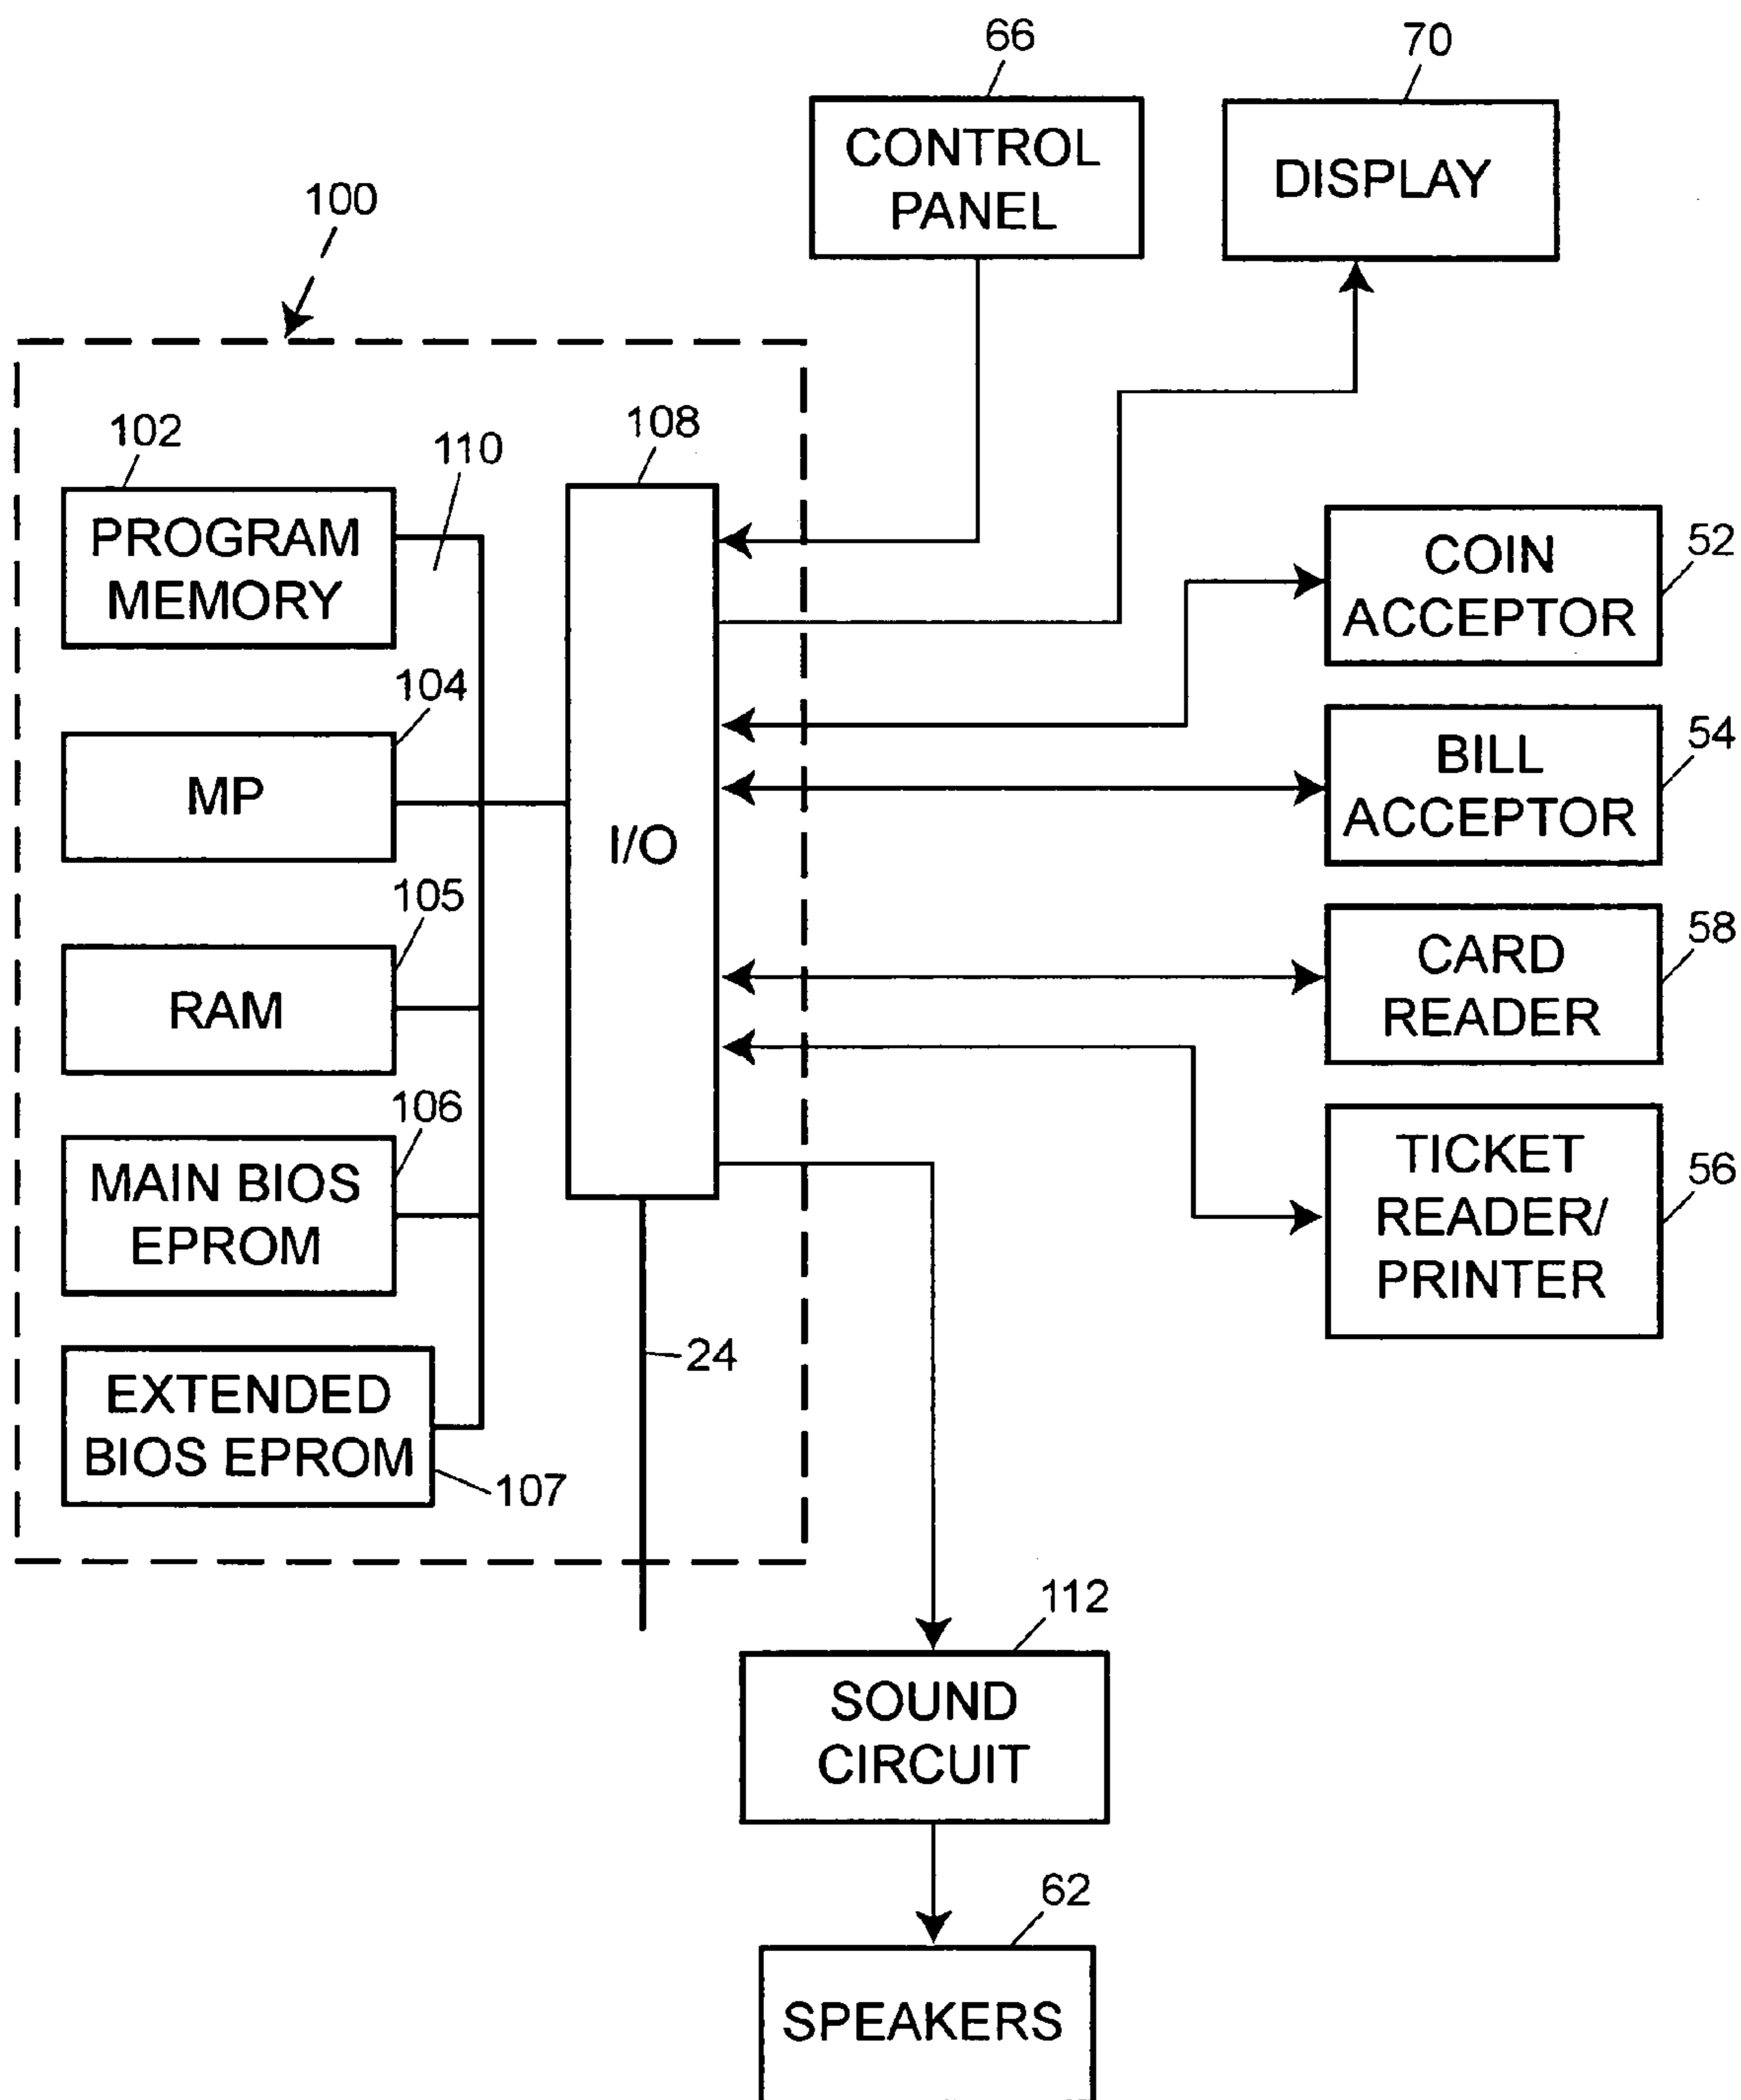 66
70
CONTROL
PANEL
DISPLAY
100
102
110
108
PROGRAM
MEMORY
COIN
ACCEPTOR
52
104
MP
BILL
ACCEPTOR
54
I/O
105
RAM
CARD
READER
58
106
MAIN BIOS
EPROM
TICKET
READER/
PRINTER
56
24
EXTENDED
BIOS EPROM
107
112
SOUND
CIRCUIT
62
SPEAKERS